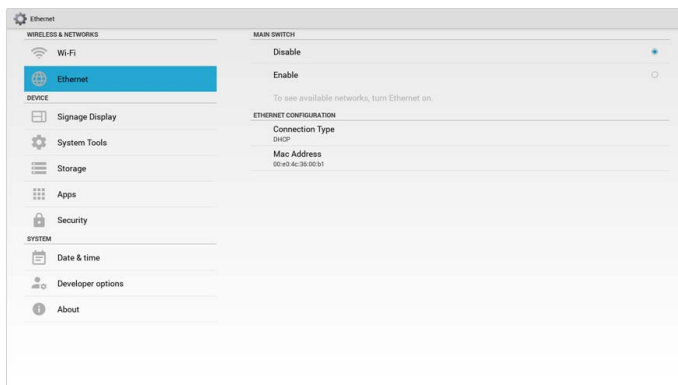 Ethernet
WIRELESS & NETWORKS
Wi-Fi
Ethernet
DEVICE
Signage Display
System Tools
Storage
Apps
Security
SYSTEM
Date & time
Developer options
About
MAIN SWITCH
Disable
Enable
To see available networks, turn Ethernet on.
ETHERNET CONFIGURATION
Connection Type
DHCP
Mac Address
00:e0:4c:36:00:b1